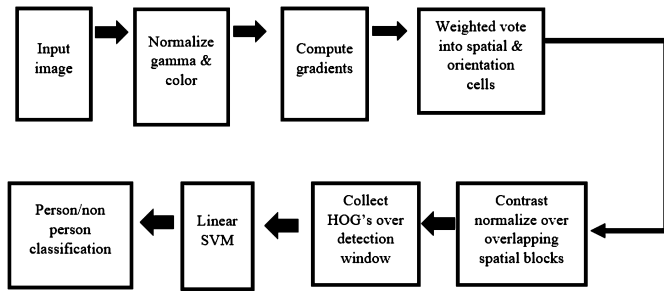 Input
image
Normalize
gamma &
color
Compute
gradients
Weighted vote
into spatial &
orientation
cells
Contrast
normalize over
overlapping
spatial blocks
Collect
HOG's over
detection
window
Linear
SVM
Person/non
person
classification